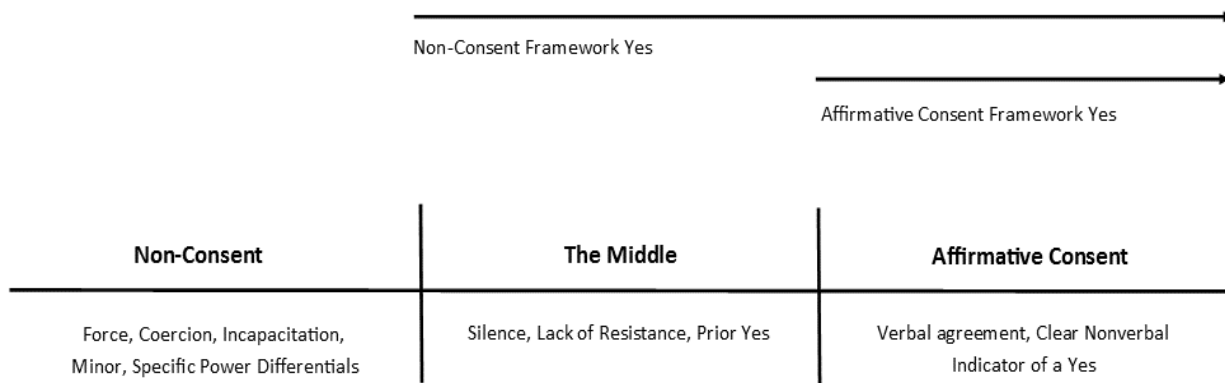 Non-Consent Framework Yes
Affirmative Consent Framework Yes
Non-Consent
The Middle
Affirmative Consent
Force, Coercion, Incapacitation,
Minor, Specific Power Differentials
Silence, Lack of Resistance, Prior Yes
Verbal agreement, Clear Nonverbal
Indicator of a Yes